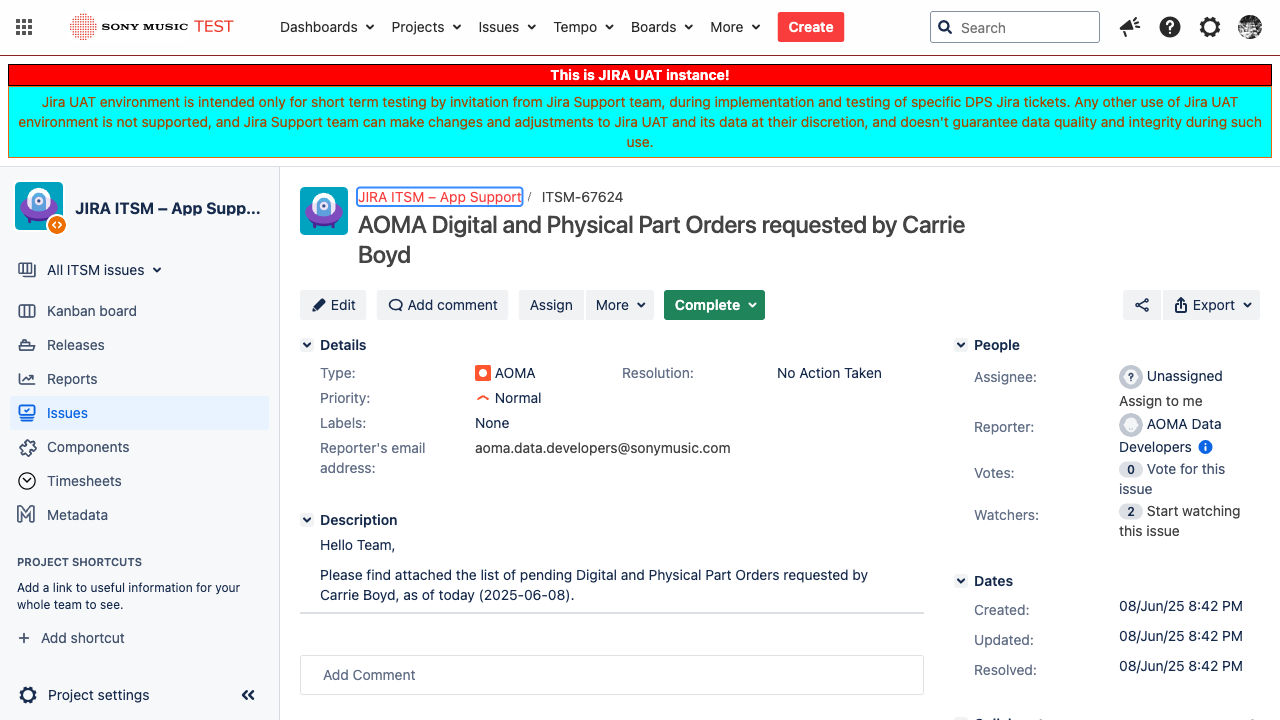 SONY MUSIC TEST
Dashboards Projects Issues Tempo Boards More Create Search
This is JIRA UAT instance!
Jira UAT environment is intended only for short term testing by invitation from Jira Support team, during implementation and testing of specific DPS Jira tickets. Any other use of Jira UAT
environment is not supported, and Jira Support team can make changes and adjustments to Jira UAT and its data at their discretion, and doesn't guarantee data quality and integrity during such
use.
JIRA ITSM – App Supp...
All ITSM issues
Kanban board
Releases
Reports
Issues
Components
Timesheets
Metadata
PROJECT SHORTCUTS
Add a link to useful information for your
whole team to see.
Add shortcut
Project settings
JIRA ITSM – App Support / ITSM-67624
AOMA Digital and Physical Part Orders requested by Carrie
Boyd
Edit Add comment Assign More Complete Export
Details
Type: AOMA Resolution: No Action Taken
Priority: Normal
Labels: None
Reporter's email
address: aoma.data.developers@sonymusic.com
Description
Hello Team,
Please find attached the list of pending Digital and Physical Part Orders requested by
Carrie Boyd, as of today (2025-06-08).
Add Comment
People
Assignee: Unassigned
Assign to me
Reporter: AOMA Data
Developers
Votes: 0 Vote for this
issue
Watchers: 2 Start watching
this issue
Dates
Created: 08/Jun/25 8:42 PM
Updated: 08/Jun/25 8:42 PM
Resolved: 08/Jun/25 8:42 PM